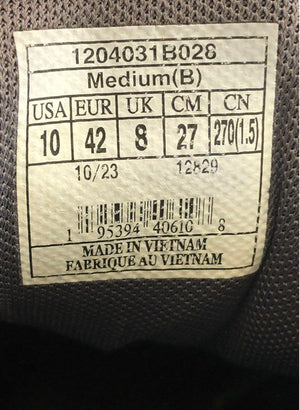 1204031B028
Medium(B)
USA EUR UK CM CN
10 42 8 27 270(1.5)
10/23 12829
1 95394 40610 8
MADE IN VIETNAM
FABRIQUE AU VIETNAM